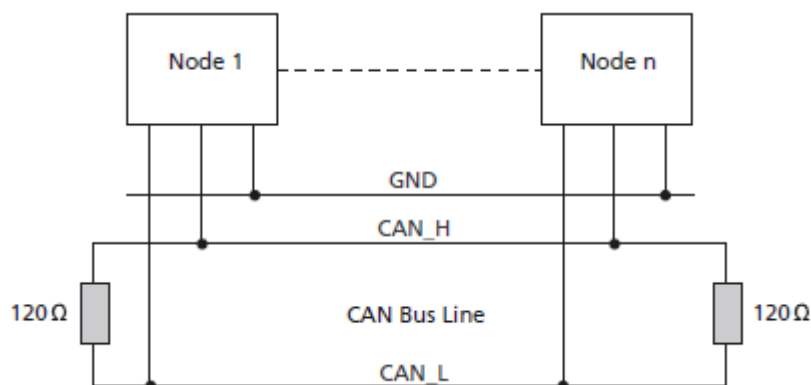 Node 1
Node n
GND
CAN_H
120 Ω
CAN Bus Line
120 Ω
CAN_L